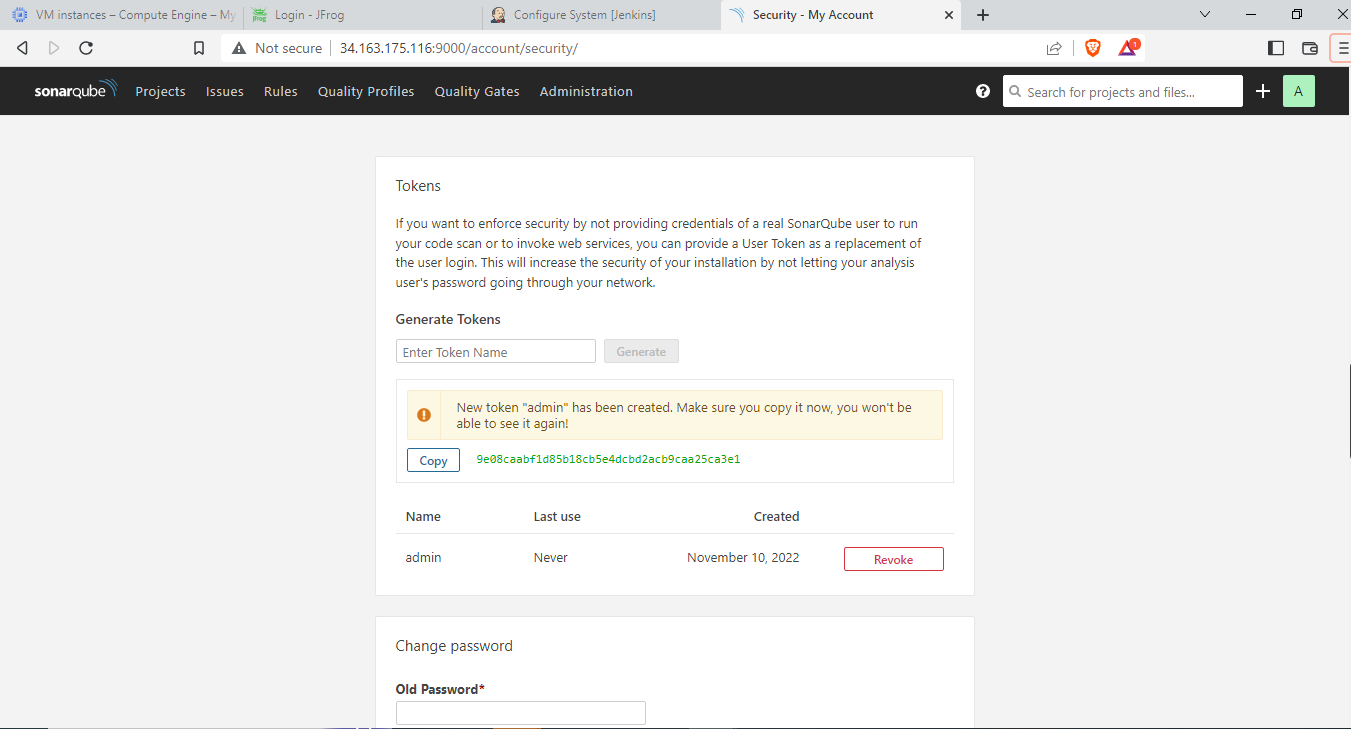 VM instances – Compute Engine – My
Login - JFrog
Configure System [Jenkins]
Security - My Account
Not secure
34.163.175.116:9000/account/security/
1
sonarqube
Projects
Issues
Rules
Quality Profiles
Quality Gates
Administration
?
Search for projects and files...
A
Tokens
If you want to enforce security by not providing credentials of a real SonarQube user to run
your code scan or to invoke web services, you can provide a User Token as a replacement of
the user login. This will increase the security of your installation by not letting your analysis
user's password going through your network.
Generate Tokens
Enter Token Name
Generate
New token "admin" has been created. Make sure you copy it now, you won't be
able to see it again!
Copy
9e08caabf1d85b18cb5e4dcbd2acb9caa25ca3e1
Name Last use Created
admin Never November 10, 2022 Revoke
Change password
Old Password*